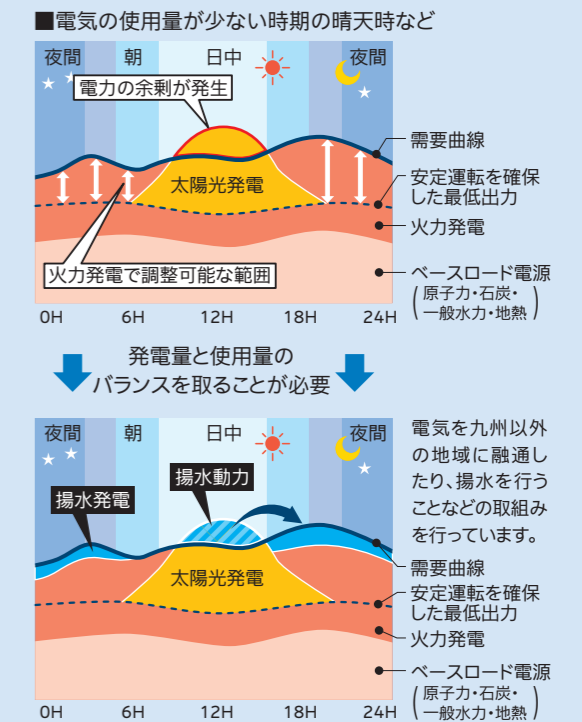 ■電気の使用量が少ない時期の晴天時など
夜間
朝
日中
夜間
電力の余剰が発生
太陽光発電
火力発電で調整可能な範囲
需要曲線
安定運転を確保
した最低出力
火力発電
ベースロード電源
(原子力・石炭・
一般水力・地熱)
0H 6H 12H 18H 24H
発電量と使用量の
バランスを取ることが必要
夜間
朝
日中
夜間
揚水発電
揚水動力
太陽光発電
電気を九州以外
の地域に融通し
たり、揚水を行う
ことなどの取組み
を行っています。
需要曲線
安定運転を確保
した最低出力
火力発電
ベースロード電源
(原子力・石炭・
一般水力・地熱)
0H 6H 12H 18H 24H